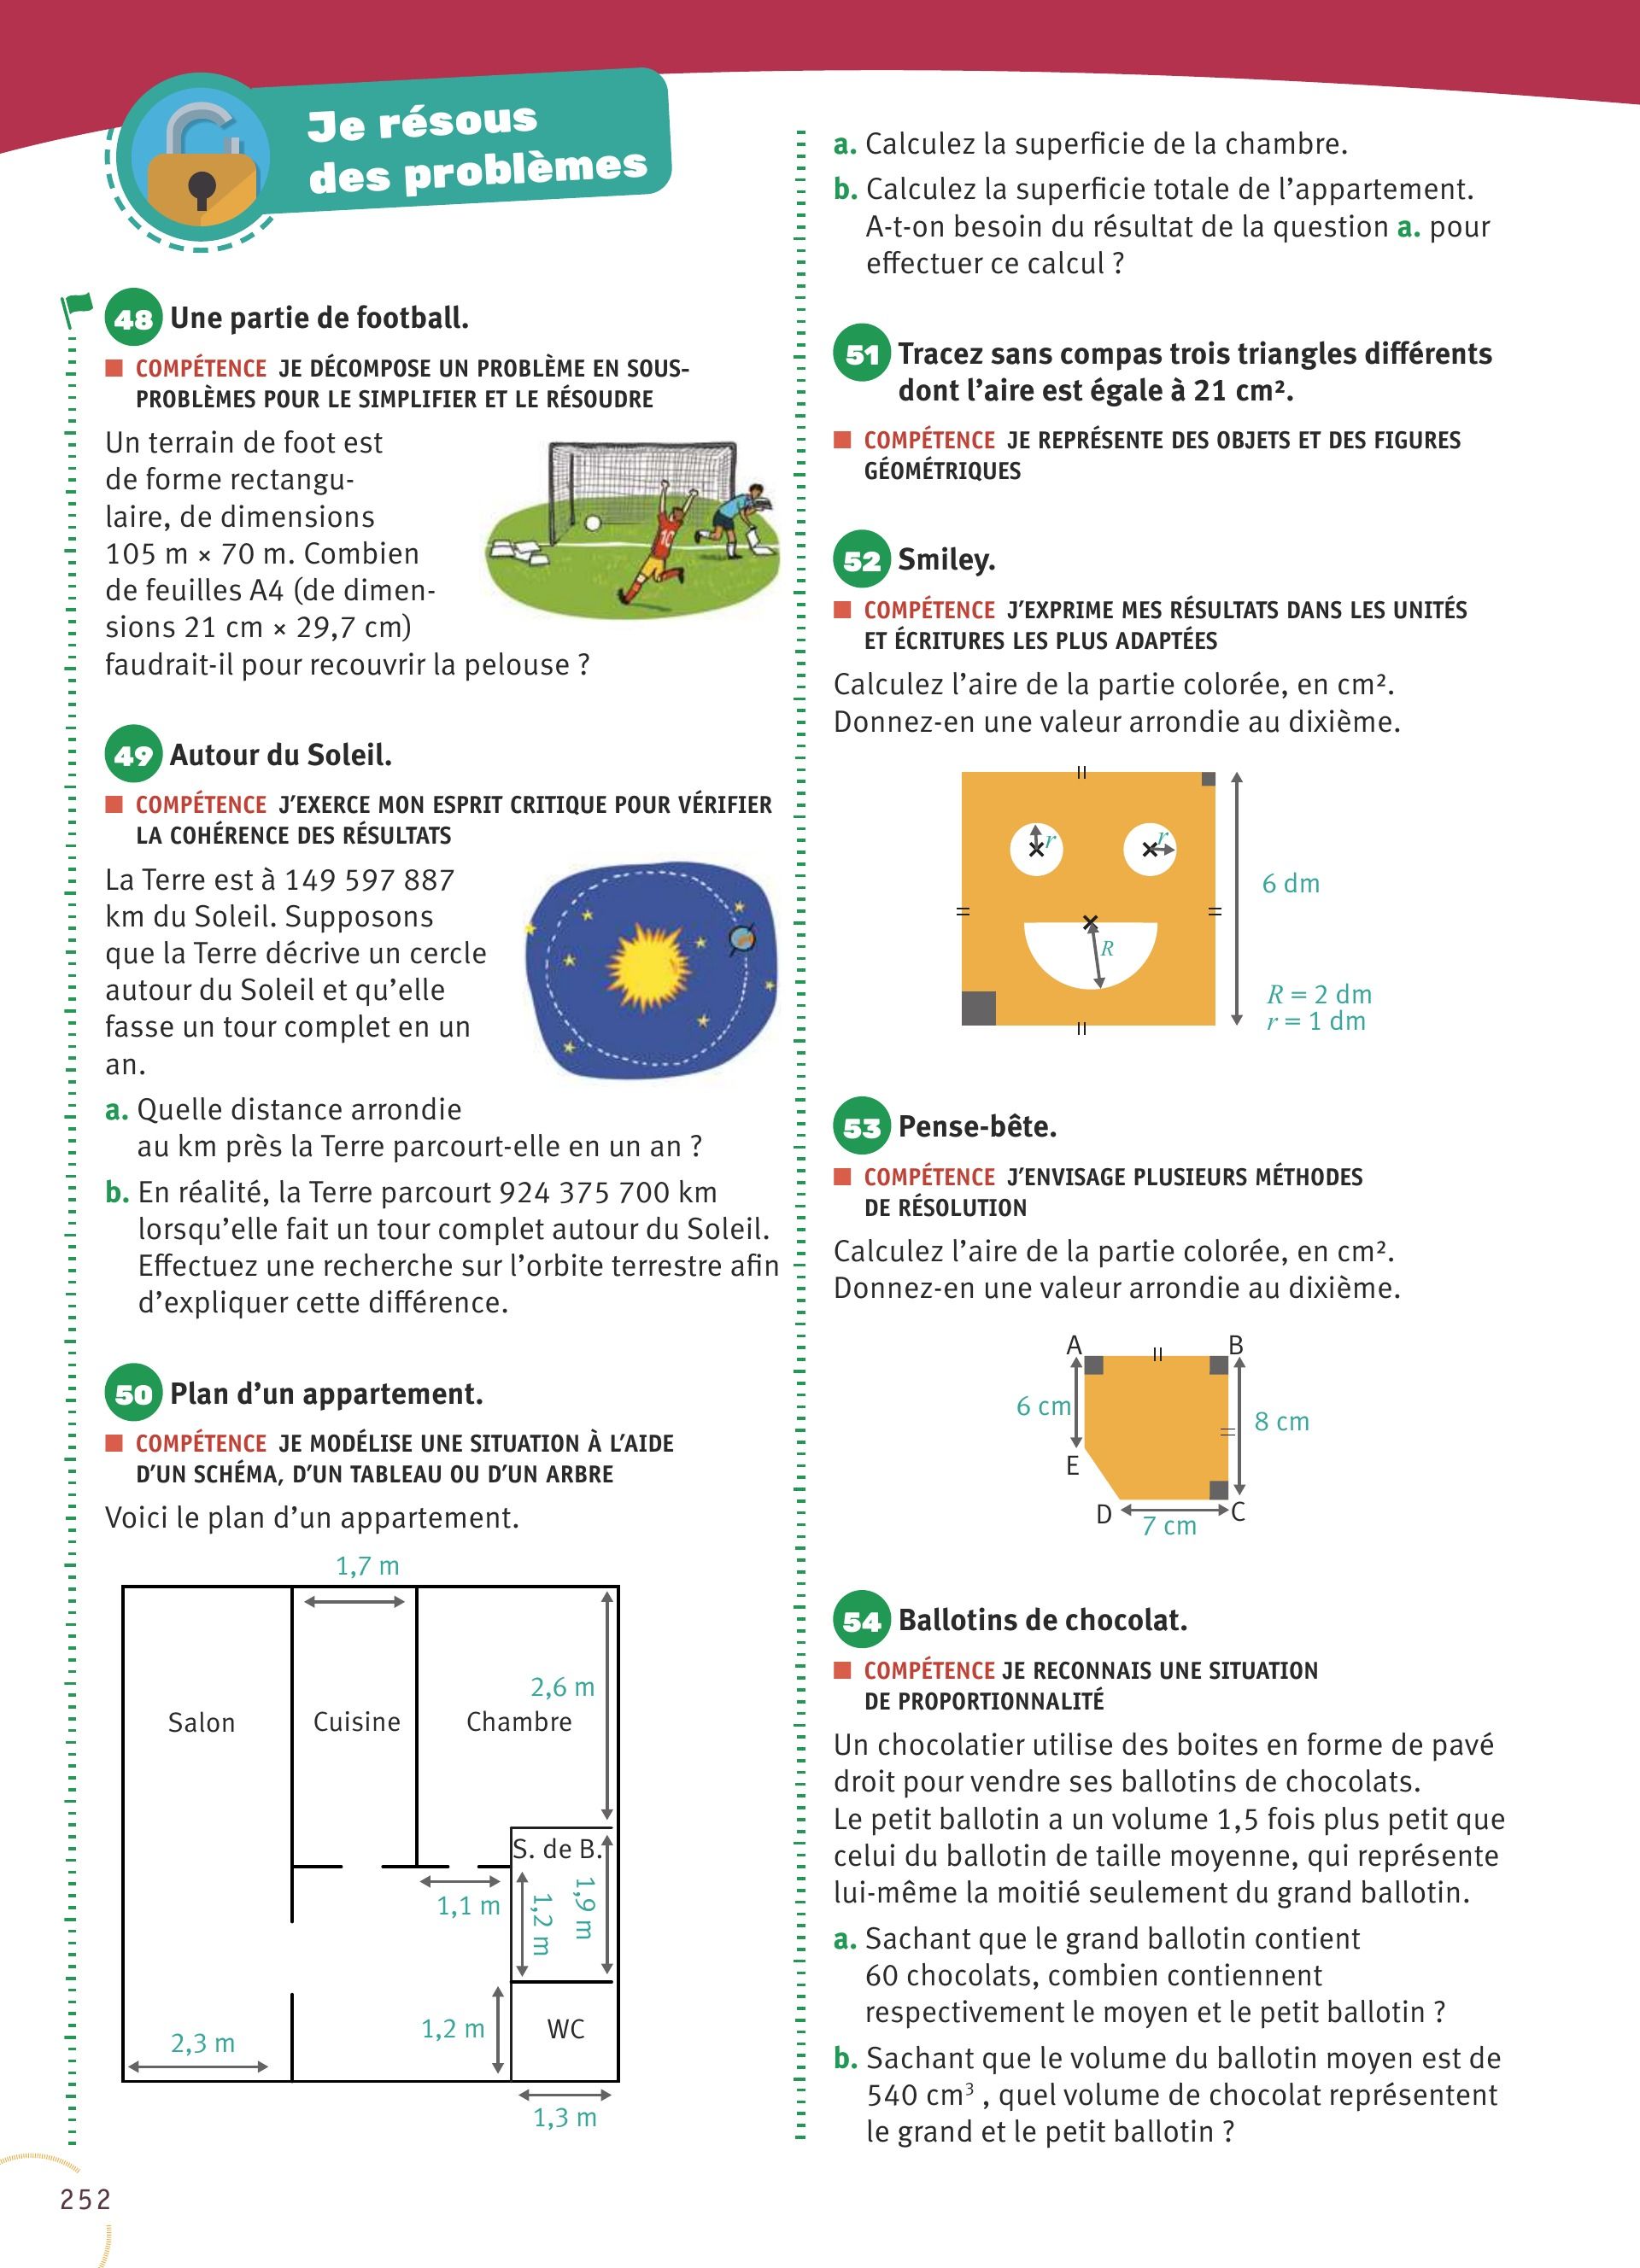 Je résous
des problèmes
48 Une partie de football.
COMPÉTENCE JE DÉCOMPOSE UN PROBLÈME EN SOUS-
PROBLÈMES POUR LE SIMPLIFIER ET LE RÉSOUDRE
Un terrain de foot est
de forme rectangu-
laire, de dimensions
105 m × 70 m. Combien
de feuilles A4 (de dimen-
sions 21 cm × 29,7 cm)
faudrait-il pour recouvrir la pelouse ?
10
49 Autour du Soleil.
COMPÉTENCE J’EXERCE MON ESPRIT CRITIQUE POUR VÉRIFIER
LA COHÉRENCE DES RÉSULTATS
La Terre est à 149 597 887
km du Soleil. Supposons
que la Terre décrive un cercle
autour du Soleil et qu’elle
fasse un tour complet en un
an.
a. Quelle distance arrondie
au km près la Terre parcourt-elle en un an ?
b. En réalité, la Terre parcourt 924 375 700 km
lorsqu’elle fait un tour complet autour du Soleil.
Effectuez une recherche sur l’orbite terrestre afin
d’expliquer cette différence.
50 Plan d’un appartement.
COMPÉTENCE JE MODÉLISE UNE SITUATION À L’AIDE
D’UN SCHÉMA, D’UN TABLEAU OU D’UN ARBRE
Voici le plan d’un appartement.
1,7 m
2,6 m
Salon Cuisine Chambre
S. de B.
1,1 m
1,2 m
1,9 m
1,2 m
WC
2,3 m
1,3 m
252
a. Calculez la superficie de la chambre.
b. Calculez la superficie totale de l’appartement.
A-t-on besoin du résultat de la question a. pour
effectuer ce calcul ?
51 Tracez sans compas trois triangles différents
dont l’aire est égale à 21 cm².
COMPÉTENCE JE REPRÉSENTE DES OBJETS ET DES FIGURES
GÉOMÉTRIQUES
52 Smiley.
COMPÉTENCE J’EXPRIME MES RÉSULTATS DANS LES UNITÉS
ET ÉCRITURES LES PLUS ADAPTÉES
Calculez l’aire de la partie colorée, en cm².
Donnez-en une valeur arrondie au dixième.
r r
6 dm
R
R = 2 dm
r = 1 dm
53 Pense-bête.
COMPÉTENCE J’ENVISAGE PLUSIEURS MÉTHODES
DE RÉSOLUTION
Calculez l’aire de la partie colorée, en cm².
Donnez-en une valeur arrondie au dixième.
A B
6 cm
8 cm
E
D C
7 cm
54 Ballotins de chocolat.
COMPÉTENCE JE RECONNAIS UNE SITUATION
DE PROPORTIONNALITÉ
Un chocolatier utilise des boites en forme de pavé
droit pour vendre ses ballotins de chocolats.
Le petit ballotin a un volume 1,5 fois plus petit que
celui du ballotin de taille moyenne, qui représente
lui-même la moitié seulement du grand ballotin.
a. Sachant que le grand ballotin contient
60 chocolats, combien contiennent
respectivement le moyen et le petit ballotin ?
b. Sachant que le volume du ballotin moyen est de
540 cm³ , quel volume de chocolat représentent
le grand et le petit ballotin ?